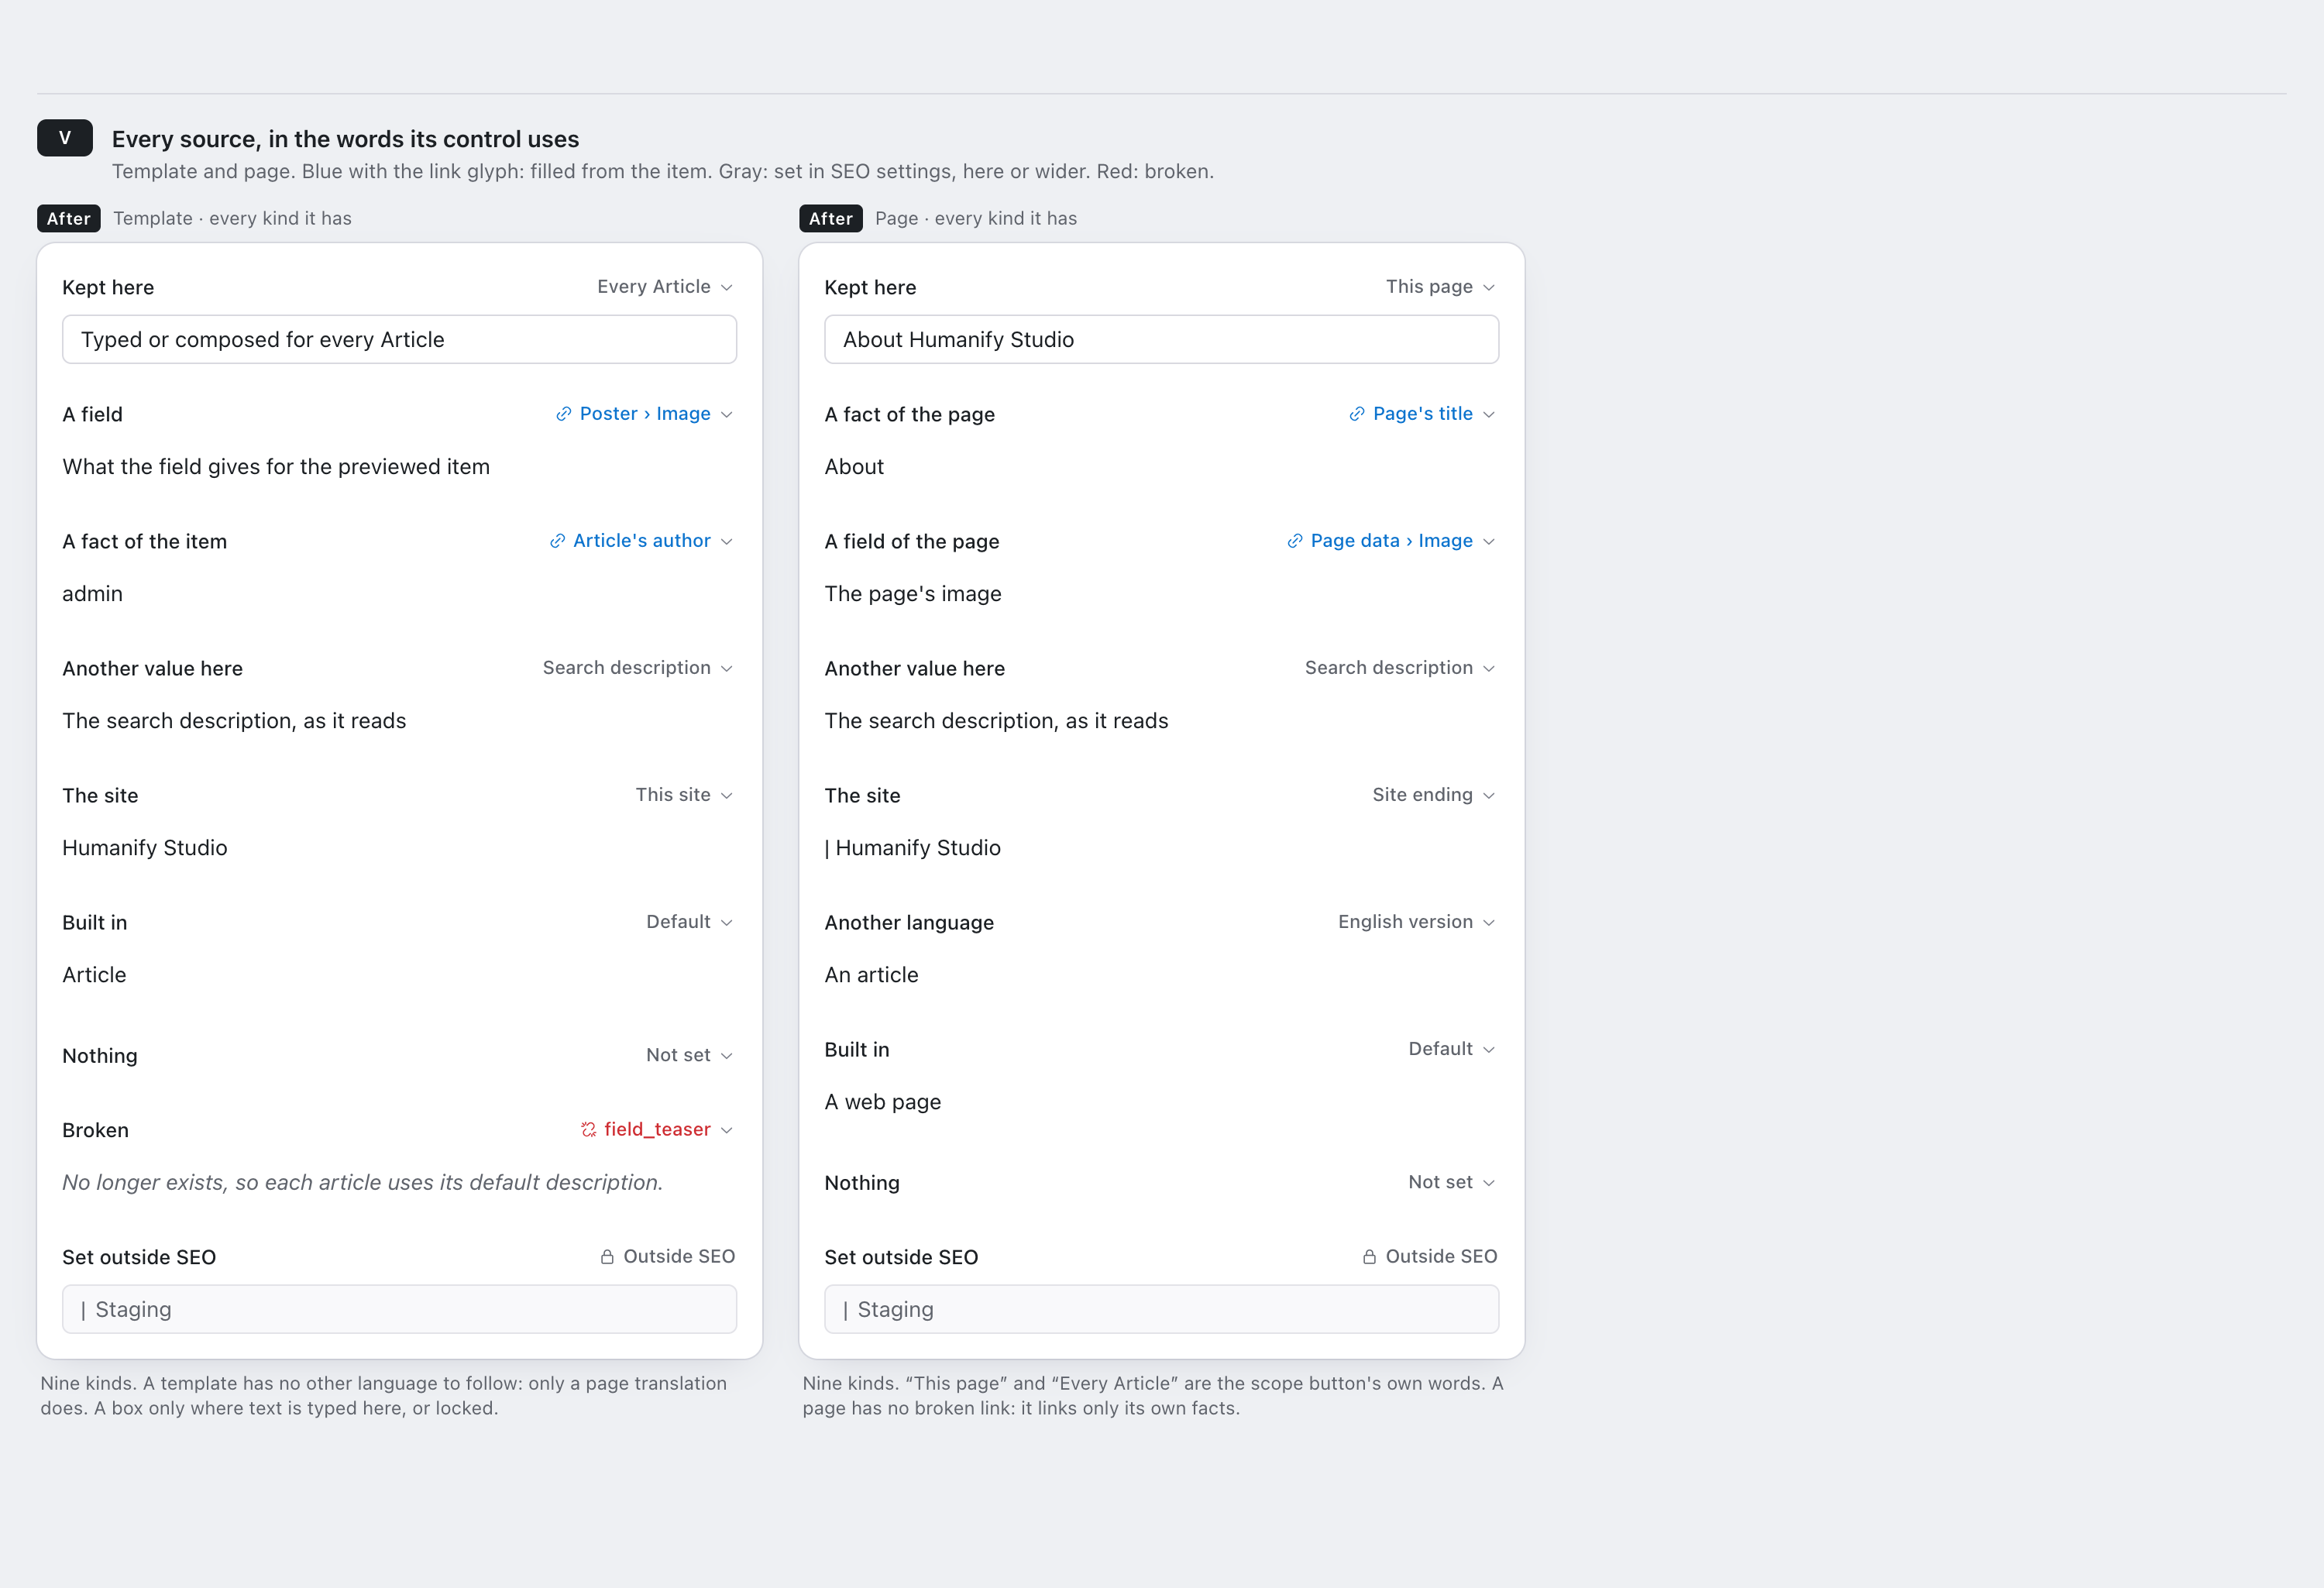 V
Every source, in the words its control uses
Template and page. Blue with the link glyph: filled from the item. Gray: set in SEO settings, here or wider. Red: broken.
After Template · every kind it has
Kept here Every Article
Typed or composed for every Article
A field Poster › Image
What the field gives for the previewed item
A fact of the item Article's author
admin
Another value here Search description
The search description, as it reads
The site This site
Humanify Studio
Built in Default
Article
Nothing Not set
Broken field_teaser
No longer exists, so each article uses its default description.
Set outside SEO Outside SEO
| Staging
Nine kinds. A template has no other language to follow: only a page translation
does. A box only where text is typed here, or locked.
After Page · every kind it has
Kept here This page
About Humanify Studio
A fact of the page Page's title
About
A field of the page Page data › Image
The page's image
Another value here Search description
The search description, as it reads
The site Site ending
| Humanify Studio
Another language English version
An article
Built in Default
A web page
Nothing Not set
Set outside SEO Outside SEO
| Staging
Nine kinds. “This page” and “Every Article” are the scope button's own words. A
page has no broken link: it links only its own facts.